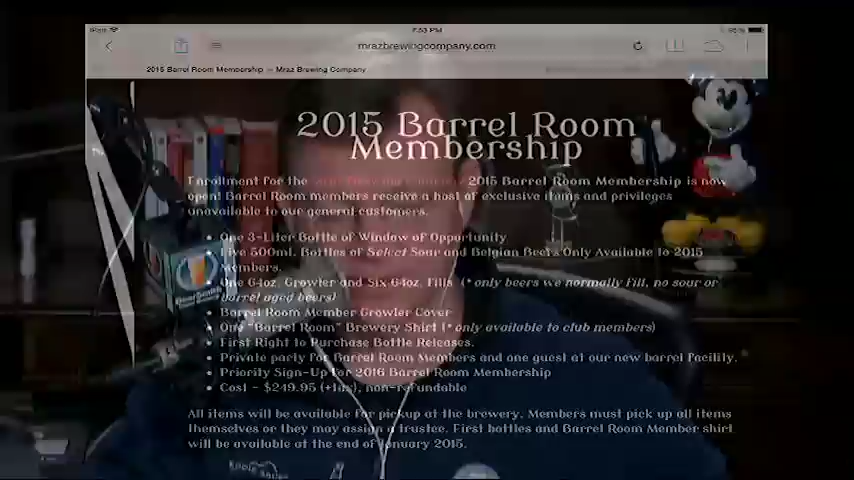 iPad
7:53 PM
mrazbrewingcompany.com
2015 Barrel Room Membership — Mraz Brewing Company
2015 Barrel Room
Membership
Enrollment for the 2015 Barrel Room Membership is now
open! Barrel Room members receive a host of exclusive items and privileges
unavailable to our general customers.
One 3-Liter Bottle of Window of Opportunity
Five 500mL Bottles of Select Sour and Belgian Beers Only Available to 2015
Members.
One 64oz. Growler and Six 64oz. Fills (* only beers we normally fill, no sour or
barrel aged beers)
Barrel Room Member Growler Cover
One "Barrel Room" Brewery Shirt (* only available to club members)
First Right to Purchase Bottle Releases.
Private party for Barrel Room Members and one guest at our new barrel facility.
Priority Sign-Up for 2016 Barrel Room Membership
Cost - $249.95 (+tax), non-refundable
All items will be available for pickup at the brewery. Members must pick up all items
themselves or they may assign a trustee. First bottles and Barrel Room Member shirt
will be available at the end of January 2015.